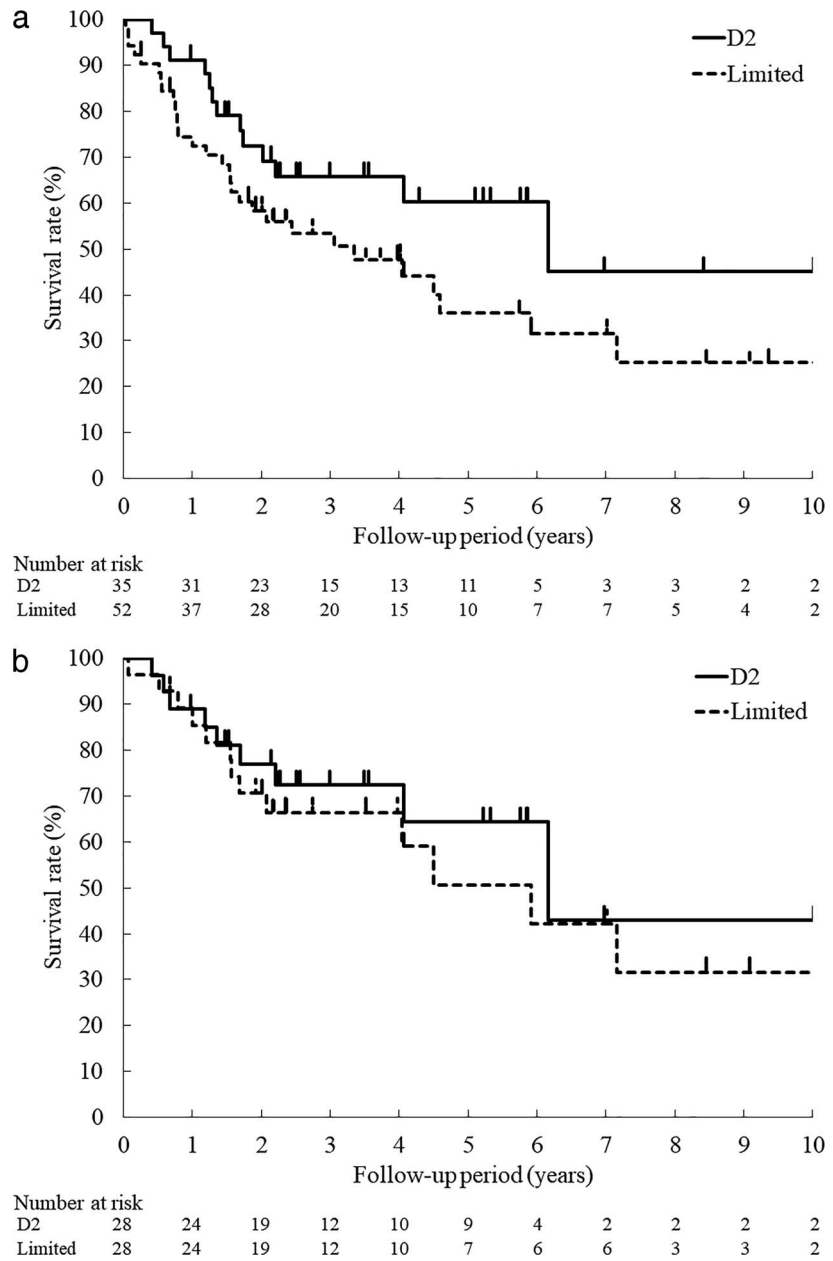 a
100
D2
90
Limited
80
70
60
50
40
30
20
10
0
Survival rate (%)
0 1 2 3 4 5 6 7 8 9 10
Follow-up period (years)
Number at risk
D2 35 31 23 15 13 11 5 3 3 2 2
Limited 52 37 28 20 15 10 7 7 5 4 2
b
100
D2
90
Limited
80
70
60
50
40
30
20
10
0
Survival rate (%)
0 1 2 3 4 5 6 7 8 9 10
Follow-up period (years)
Number at risk
D2 28 24 19 12 10 9 4 2 2 2 2
Limited 28 24 19 12 10 7 6 6 3 3 2